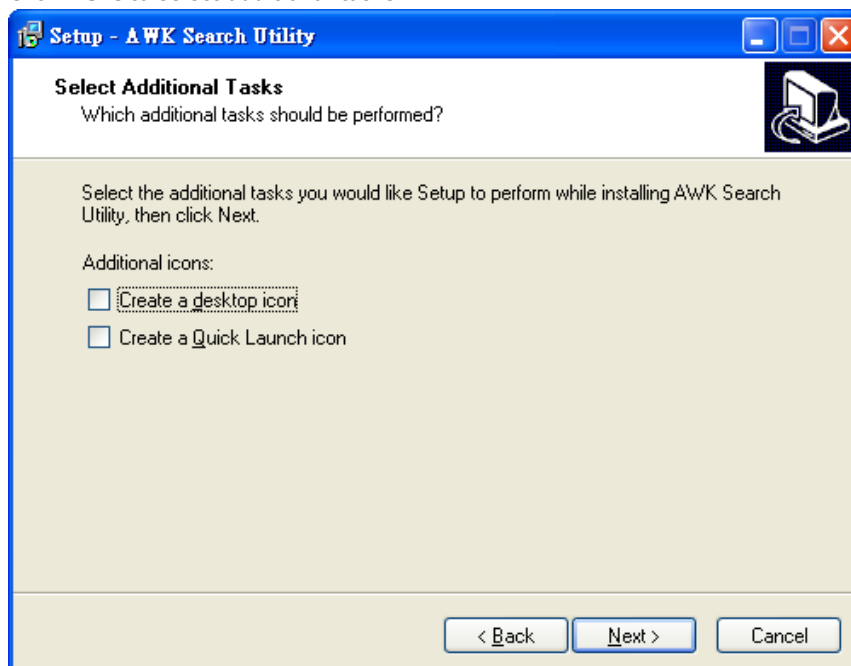 Setup - AWK Search Utility
Select Additional Tasks
Which additional tasks should be performed?
Select the additional tasks you would like Setup to perform while installing AWK Search
Utility, then click Next.
Additional icons:
Create a desktop icon
Create a Quick Launch icon
< Back
Next >
Cancel